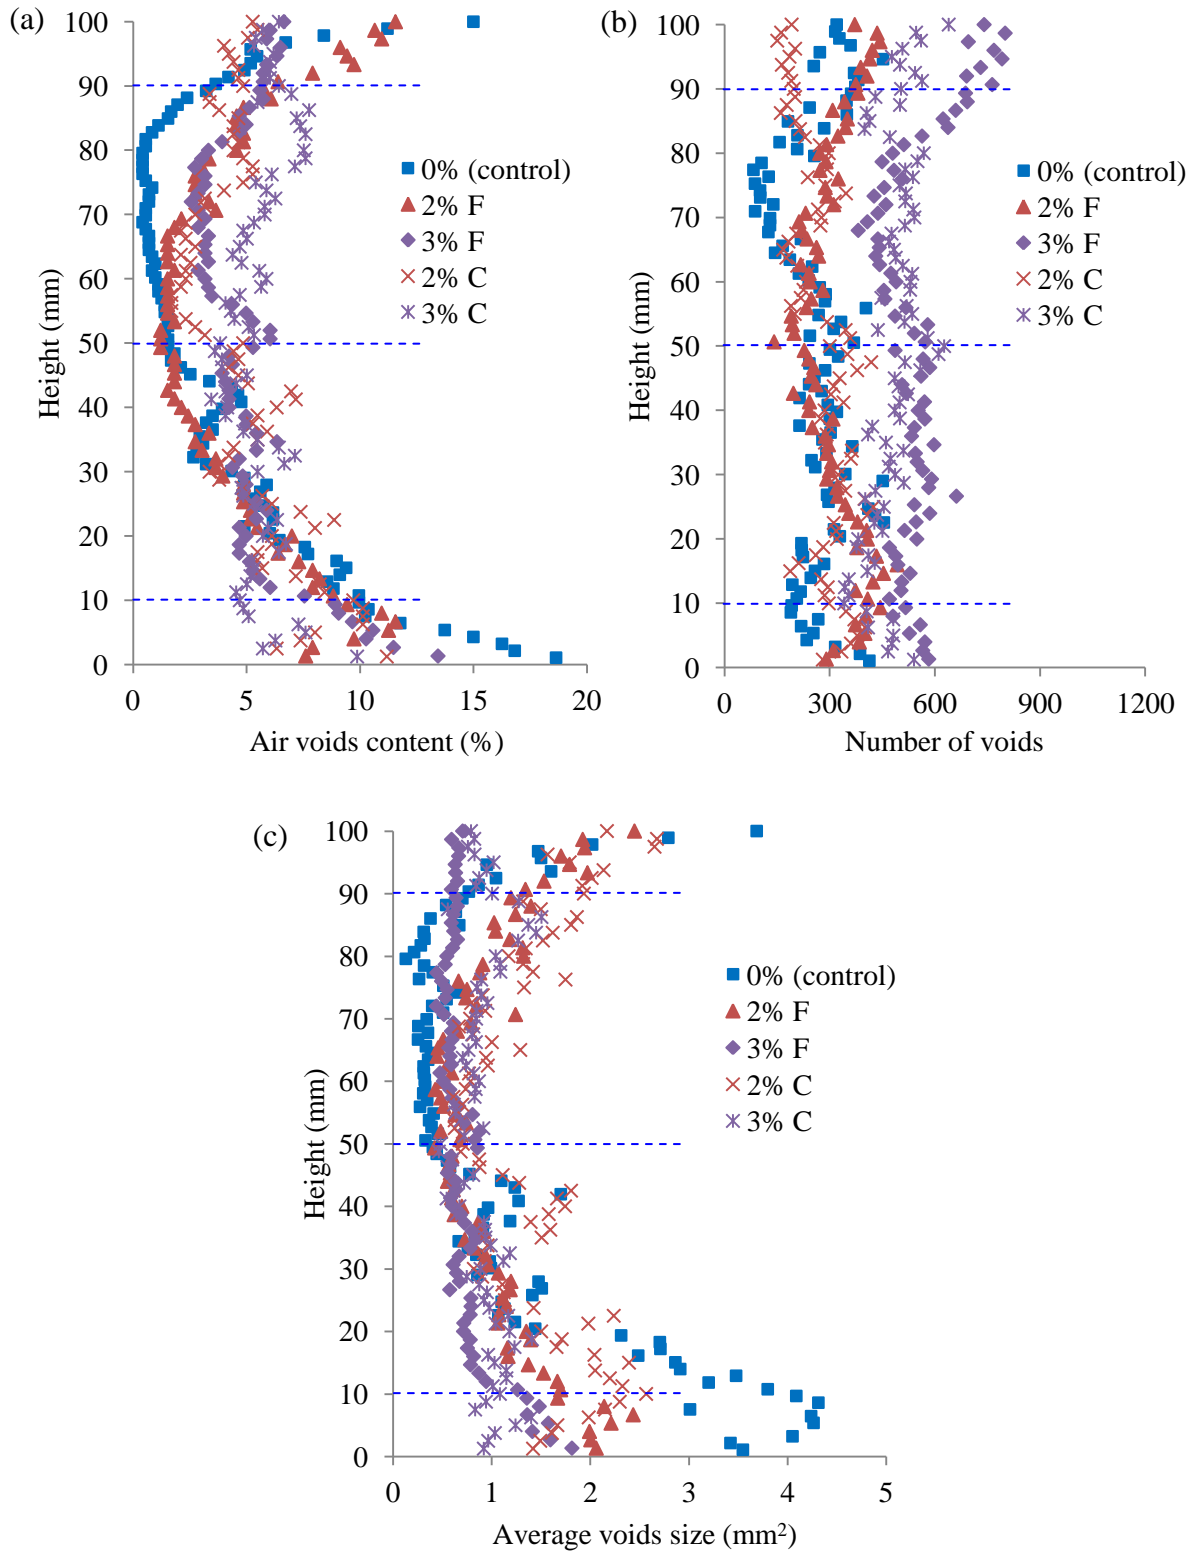 (a)
100
90
80
70
60
50
40
30
20
10
0
Height (mm)
0 5 10 15 20
Air voids content (%)
0% (control)
2% F
3% F
2% C
3% C
(b)
100
90
80
70
60
50
40
30
20
10
0
Height (mm)
0 300 600 900 1200
Number of voids
0% (control)
2% F
3% F
2% C
3% C
(c)
100
90
80
70
60
50
40
30
20
10
0
Height (mm)
0 1 2 3 4 5
Average voids size (mm²)
0% (control)
2% F
3% F
2% C
3% C